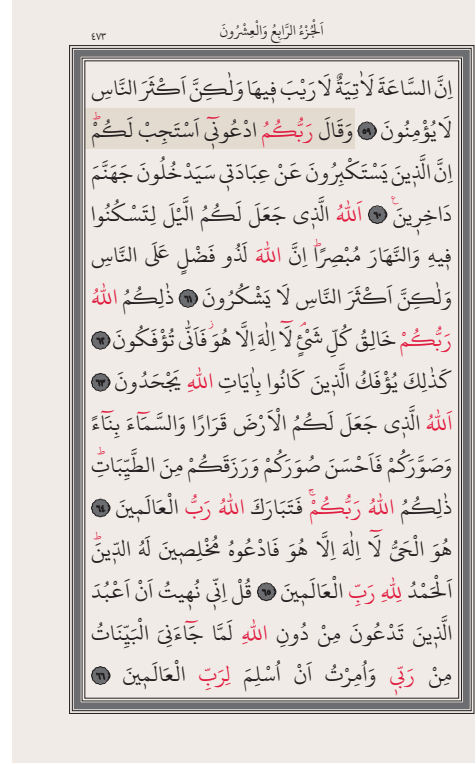 اَلْجُزْءُ الرَّابِعُ وَالْعِشْرُونَ
٤٧٣
اِنَّ السَّاعَةَ لَاٰتِيَةٌ لَا رَيْبَ ف۪يهَا وَلٰكِنَّ اَكْثَرَ النَّاسِ
لَا يُؤْمِنُونَ ﴿٥٩﴾ وَقَالَ رَبُّكُمُ ادْعُون۪ٓي اَسْتَجِبْ لَكُمْۜ
اِنَّ الَّذ۪ينَ يَسْتَكْبِرُونَ عَنْ عِبَادَت۪ي سَيَدْخُلُونَ جَهَنَّمَ
دَاخِر۪ينَ۟ ﴿٦٠﴾ اَللّٰهُ الَّذ۪ي جَعَلَ لَكُمُ الَّيْلَ لِتَسْكُنُوا
ف۪يهِ وَالنَّهَارَ مُبْصِرًاۜ اِنَّ اللّٰهَ لَذُو فَضْلٍ عَلَى النَّاسِ
وَلٰكِنَّ اَكْثَرَ النَّاسِ لَا يَشْكُرُونَ ﴿٦١﴾ ذٰلِكُمُ اللّٰهُ
رَبُّكُمْ خَالِقُ كُلِّ شَيْءٍۢ لَٓا اِلٰهَ اِلَّا هُوَۘ فَاَنّٰى تُؤْفَكُونَ ﴿٦٢﴾
كَذٰلِكَ يُؤْفَكُ الَّذ۪ينَ كَانُوا بِاٰيَاتِ اللّٰهِ يَجْحَدُونَ ﴿٦٣﴾
اَللّٰهُ الَّذ۪ي جَعَلَ لَكُمُ الْاَرْضَ قَرَارًا وَالسَّمَٓاءَ بِنَٓاءً
وَصَوَّرَكُمْ فَاَحْسَنَ صُوَرَكُمْ وَرَزَقَكُمْ مِنَ الطَّيِّبَاتِۜ
ذٰلِكُمُ اللّٰهُ رَبُّكُمْۚ فَتَبَارَكَ اللّٰهُ رَبُّ الْعَالَم۪ينَ ﴿٦٤﴾
هُوَ الْحَيُّ لَٓا اِلٰهَ اِلَّا هُوَ فَادْعُوهُ مُخْلِص۪ينَ لَهُ الدّ۪ينَۜ
اَلْحَمْدُ لِلّٰهِ رَبِّ الْعَالَم۪ينَ ﴿٦٥﴾ قُلْ اِنّ۪ي نُه۪يتُ اَنْ اَعْبُدَ
الَّذ۪ينَ تَدْعُونَ مِنْ دُونِ اللّٰهِ لَمَّا جَٓاءَنِيَ الْبَيِّنَاتُ
مِنْ رَبّ۪ي وَاُمِرْتُ اَنْ اُسْلِمَ لِرَبِّ الْعَالَم۪ينَ ﴿٦٦﴾